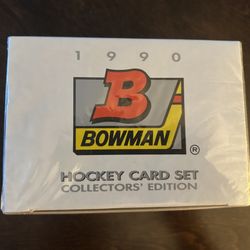 1990
B
BOWMAN
®
HOCKEY CARD SET
COLLECTORS' EDITION